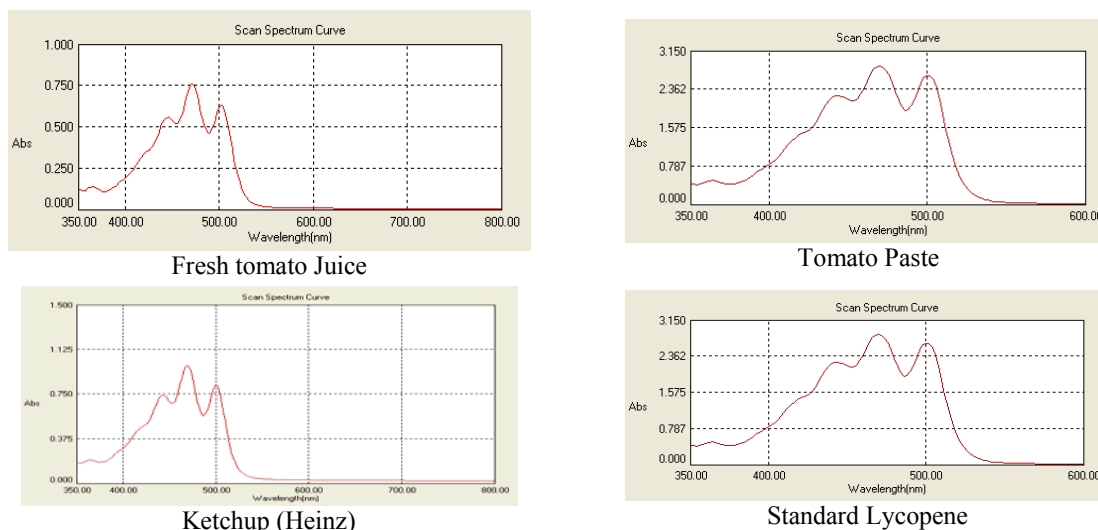 Scan Spectrum Curve
1.000
0.750
0.500
Abs
0.250
0.000
350.00 400.00 500.00 600.00 700.00 800.00
Wavelength(nm)
Fresh tomato Juice
Scan Spectrum Curve
3.150
2.362
1.575
Abs
0.787
0.000
350.00 400.00 500.00 600.00
Wavelength(nm)
Tomato Paste
Scan Spectrum Curve
1.500
1.125
0.750
Abs
0.375
0.000
350.00 400.00 500.00 600.00 700.00 800.00
Wavelength(nm)
Ketchup (Heinz)
Scan Spectrum Curve
3.150
2.362
1.575
Abs
0.787
0.000
350.00 400.00 500.00 600.00
Wavelength(nm)
Standard Lycopene